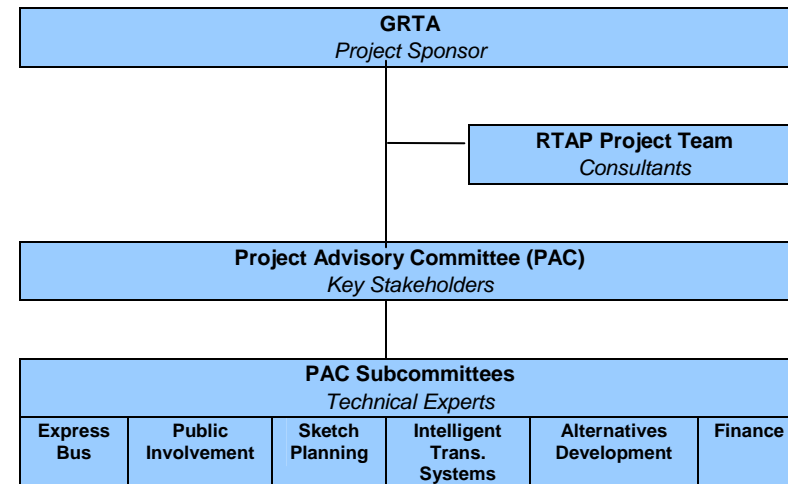 GRTA
Project Sponsor
RTAP Project Team
Consultants
Project Advisory Committee (PAC)
Key Stakeholders
PAC Subcommittees
Technical Experts
Express
Bus
Public
Involvement
Sketch
Planning
Intelligent
Trans.
Systems
Alternatives
Development
Finance